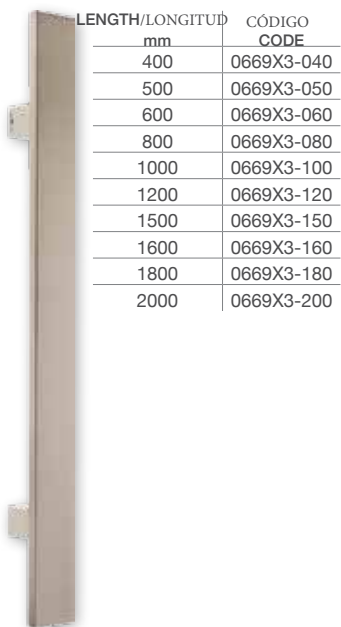 LENGTH/LONGITUD CÓDIGO
mm CODE
400 0669X3-040
500 0669X3-050
600 0669X3-060
800 0669X3-080
1000 0669X3-100
1200 0669X3-120
1500 0669X3-150
1600 0669X3-160
1800 0669X3-180
2000 0669X3-200